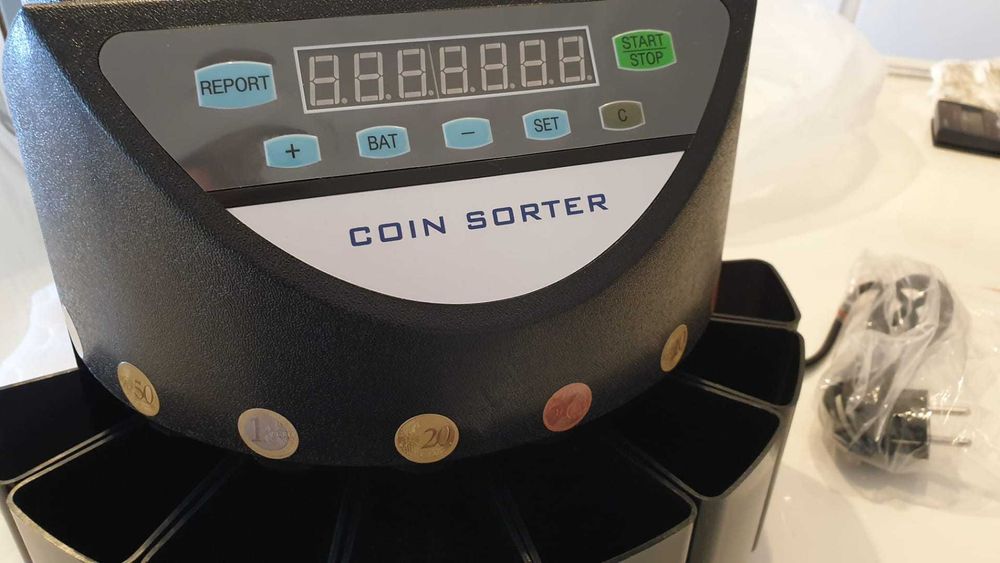 REPORT
START
STOP
+
BAT
−
SET
C
COIN SORTER
50
1
20